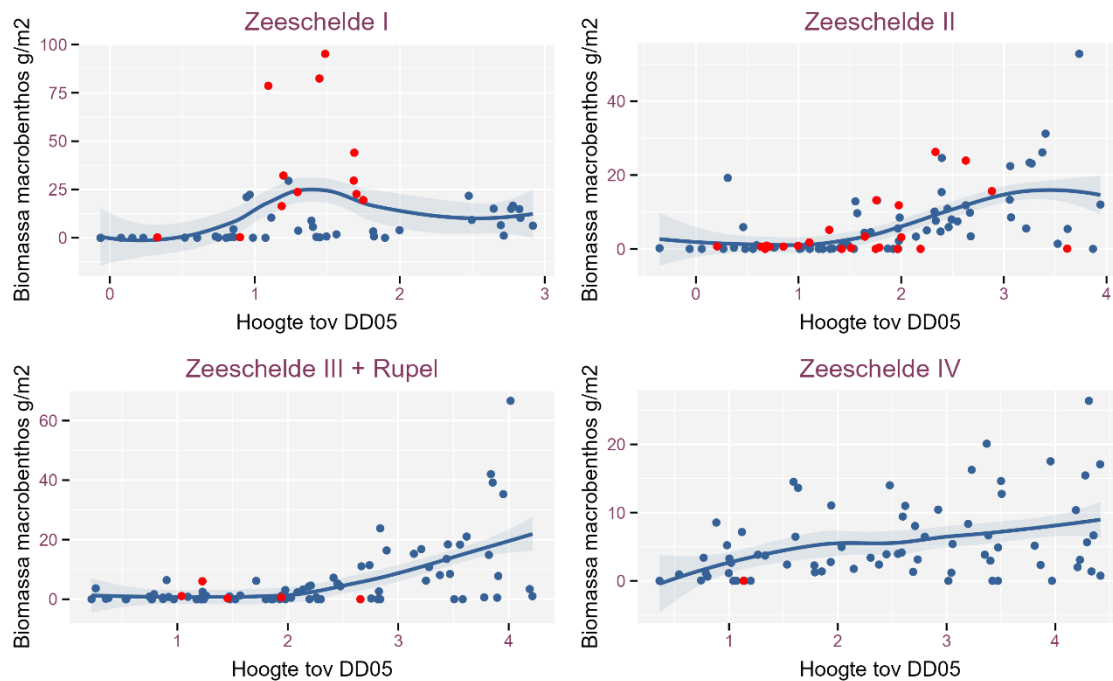 Zeeschelde I
Biomassa macrobenthos g/m2
100
75
50
25
0
0 1 2 3
Hoogte tov DD05
Zeeschelde II
Biomassa macrobenthos g/m2
40
20
0
0 1 2 3 4
Hoogte tov DD05
Zeeschelde III + Rupel
Biomassa macrobenthos g/m2
60
40
20
0
1 2 3 4
Hoogte tov DD05
Zeeschelde IV
Biomassa macrobenthos g/m2
20
10
0
1 2 3 4
Hoogte tov DD05